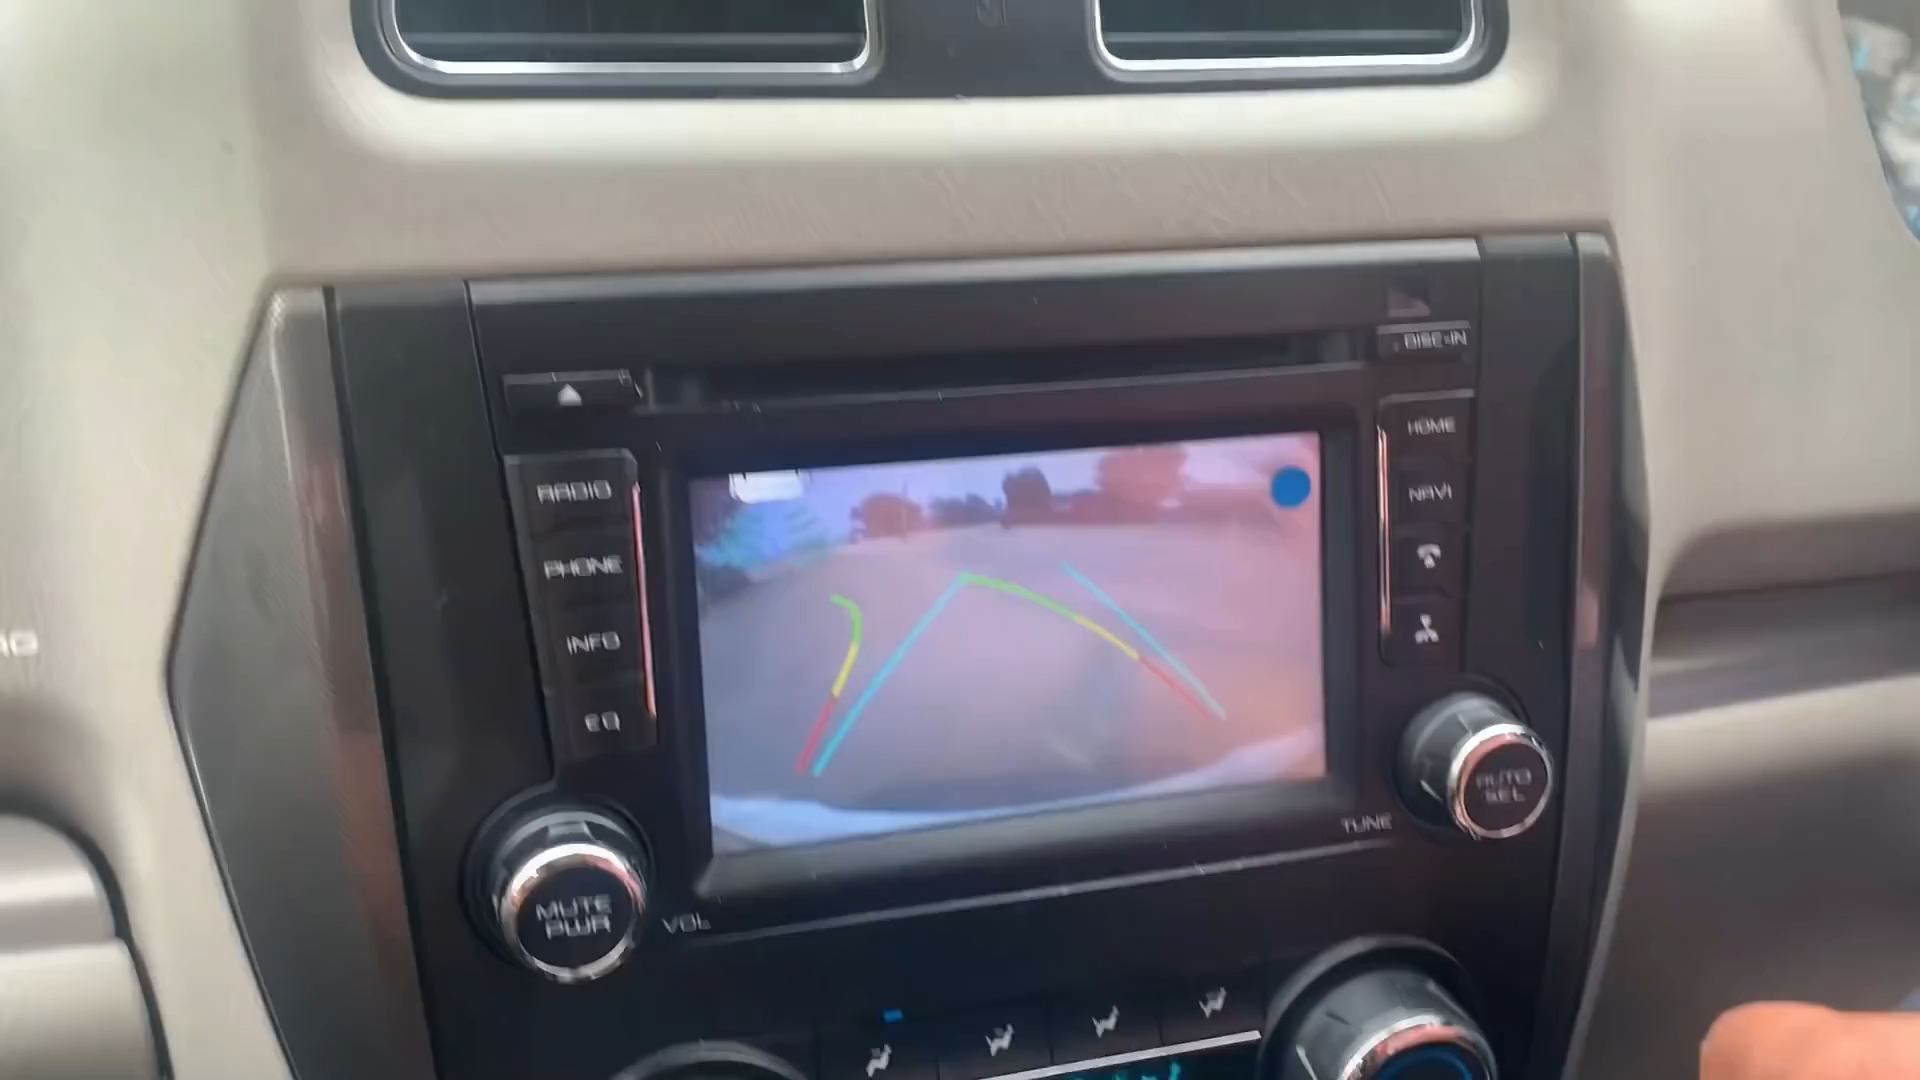 DISC-IN
HOME
RADIO
NAVI
PHONE
INFO
EQ
AUTO
SEL
TUNE
MUTE
PWR
VOL